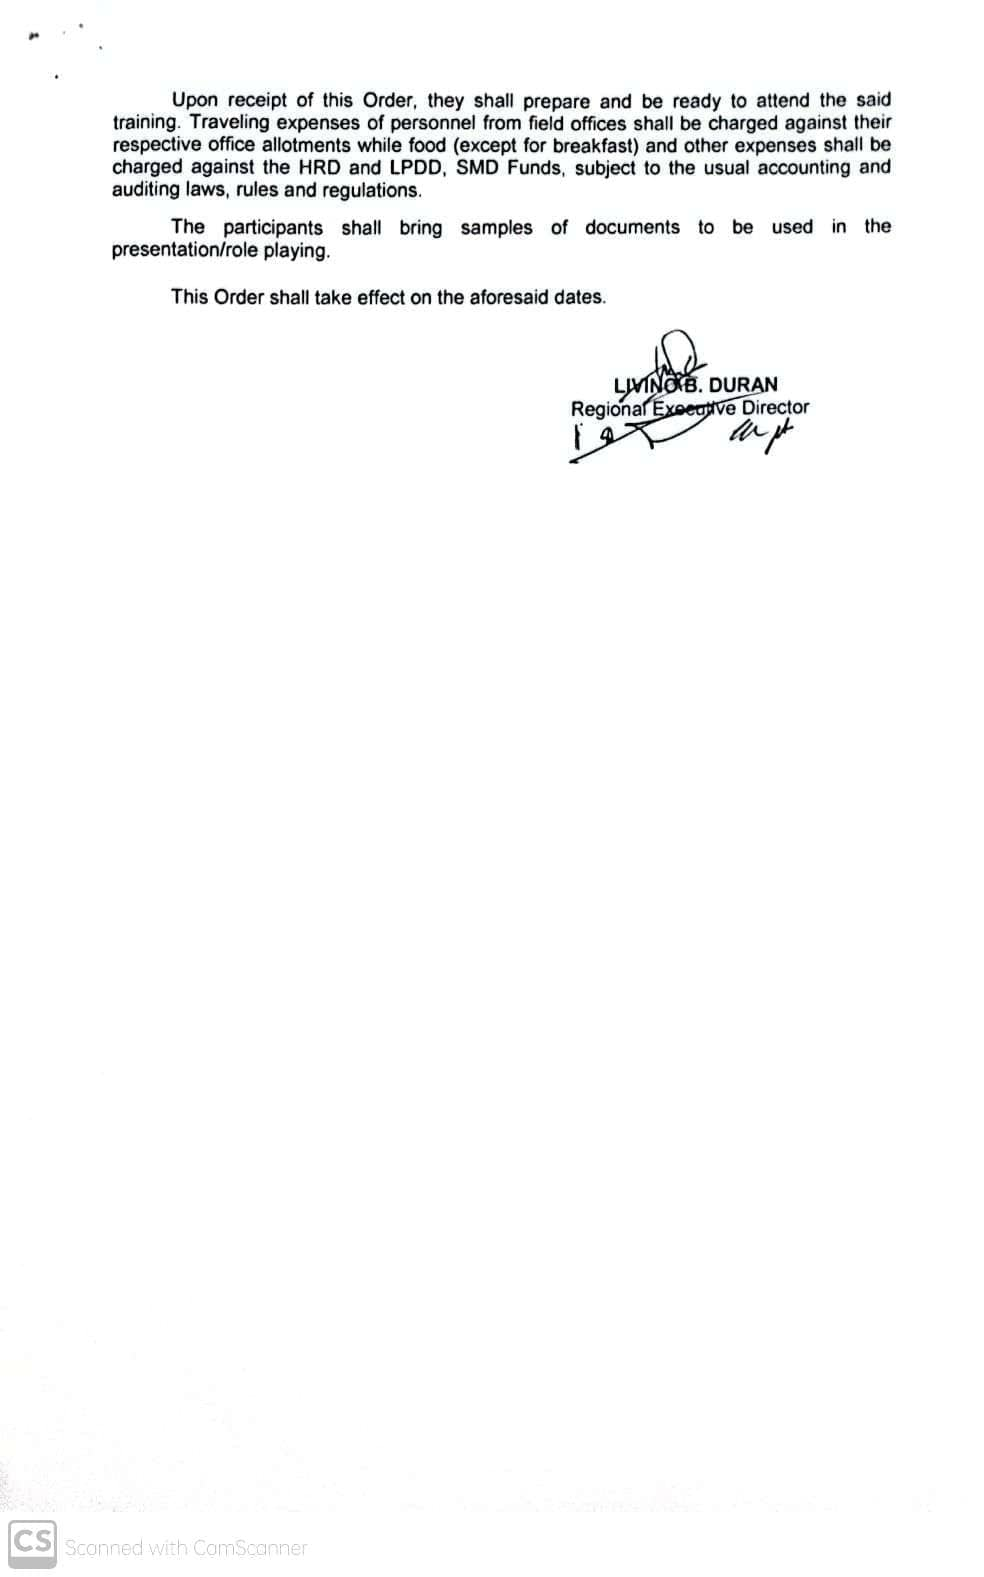 Upon receipt of this Order, they shall prepare and be ready to attend the said
training. Traveling expenses of personnel from field offices shall be charged against their
respective office allotments while food (except for breakfast) and other expenses shall be
charged against the HRD and LPDD, SMD Funds, subject to the usual accounting and
auditing laws, rules and regulations.
The participants shall bring samples of documents to be used in the
presentation/role playing.
This Order shall take effect on the aforesaid dates.
LIVINO B. DURAN
Regional Executive Director
CS Scanned with CamScanner